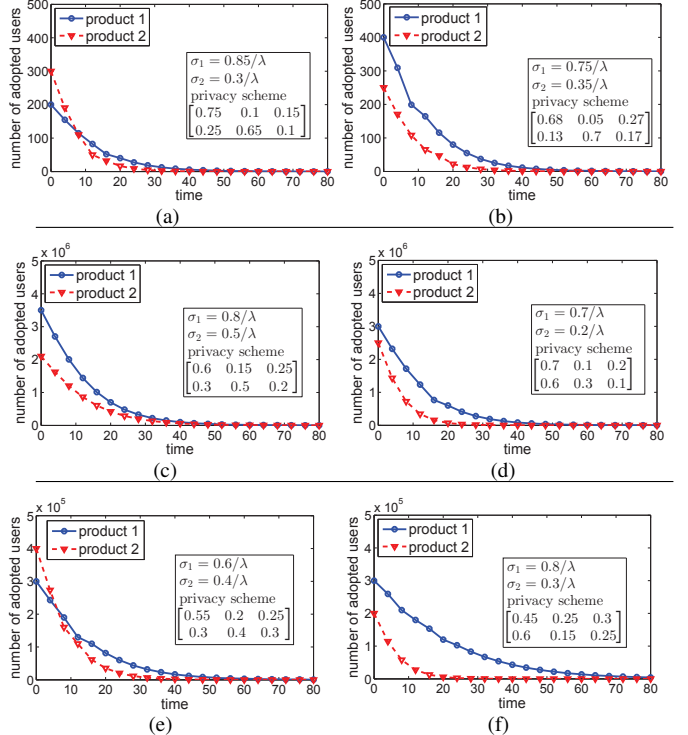 500
400
300
200
100
0
number of adopted users
product 1
product 2
σ₁ = 0.85/λ
σ₂ = 0.3/λ
privacy scheme
[0.75 0.1 0.15
0.25 0.65 0.1]
0 10 20 30 40 50 60 70 80
time
(a)
500
400
300
200
100
0
number of adopted users
product 1
product 2
σ₁ = 0.75/λ
σ₂ = 0.35/λ
privacy scheme
[0.68 0.05 0.27
0.13 0.7 0.17]
0 10 20 30 40 50 60 70 80
time
(b)
x 10⁶
5
4
3
2
1
0
number of adopted users
product 1
product 2
σ₁ = 0.8/λ
σ₂ = 0.5/λ
privacy scheme
[0.6 0.15 0.25
0.3 0.5 0.2]
0 10 20 30 40 50 60 70 80
time
(c)
x 10⁶
5
4
3
2
1
0
number of adopted users
product 1
product 2
σ₁ = 0.7/λ
σ₂ = 0.2/λ
privacy scheme
[0.7 0.1 0.2
0.6 0.3 0.1]
0 10 20 30 40 50 60 70 80
time
(d)
x 10⁵
5
4
3
2
1
0
number of adopted users
product 1
product 2
σ₁ = 0.6/λ
σ₂ = 0.4/λ
privacy scheme
[0.55 0.2 0.25
0.3 0.4 0.3]
0 10 20 30 40 50 60 70 80
time
(e)
x 10⁵
5
4
3
2
1
0
number of adopted users
product 1
product 2
σ₁ = 0.8/λ
σ₂ = 0.3/λ
privacy scheme
[0.45 0.25 0.3
0.6 0.15 0.25]
0 10 20 30 40 50 60 70 80
time
(f)